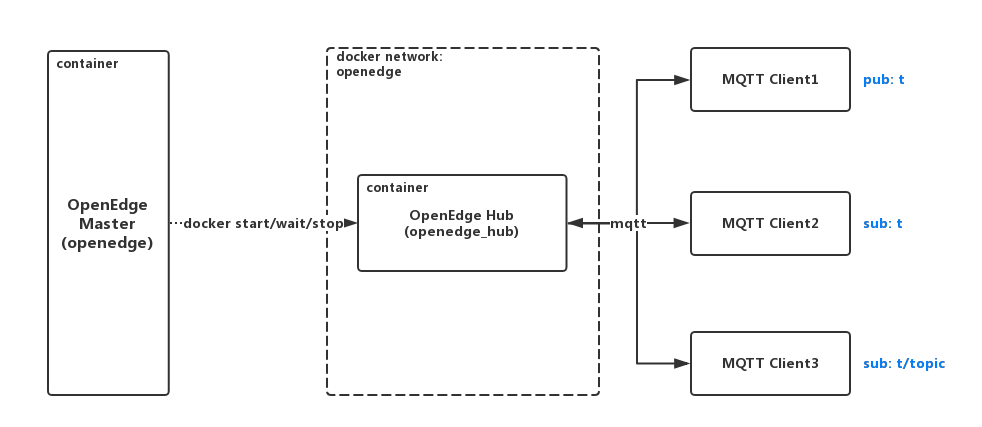 container
OpenEdge
Master
(openedge)
docker start/wait/stop
docker network:
openedge
container
OpenEdge Hub
(openedge_hub)
mqtt
MQTT Client1
pub: t
MQTT Client2
sub: t
MQTT Client3
sub: t/topic